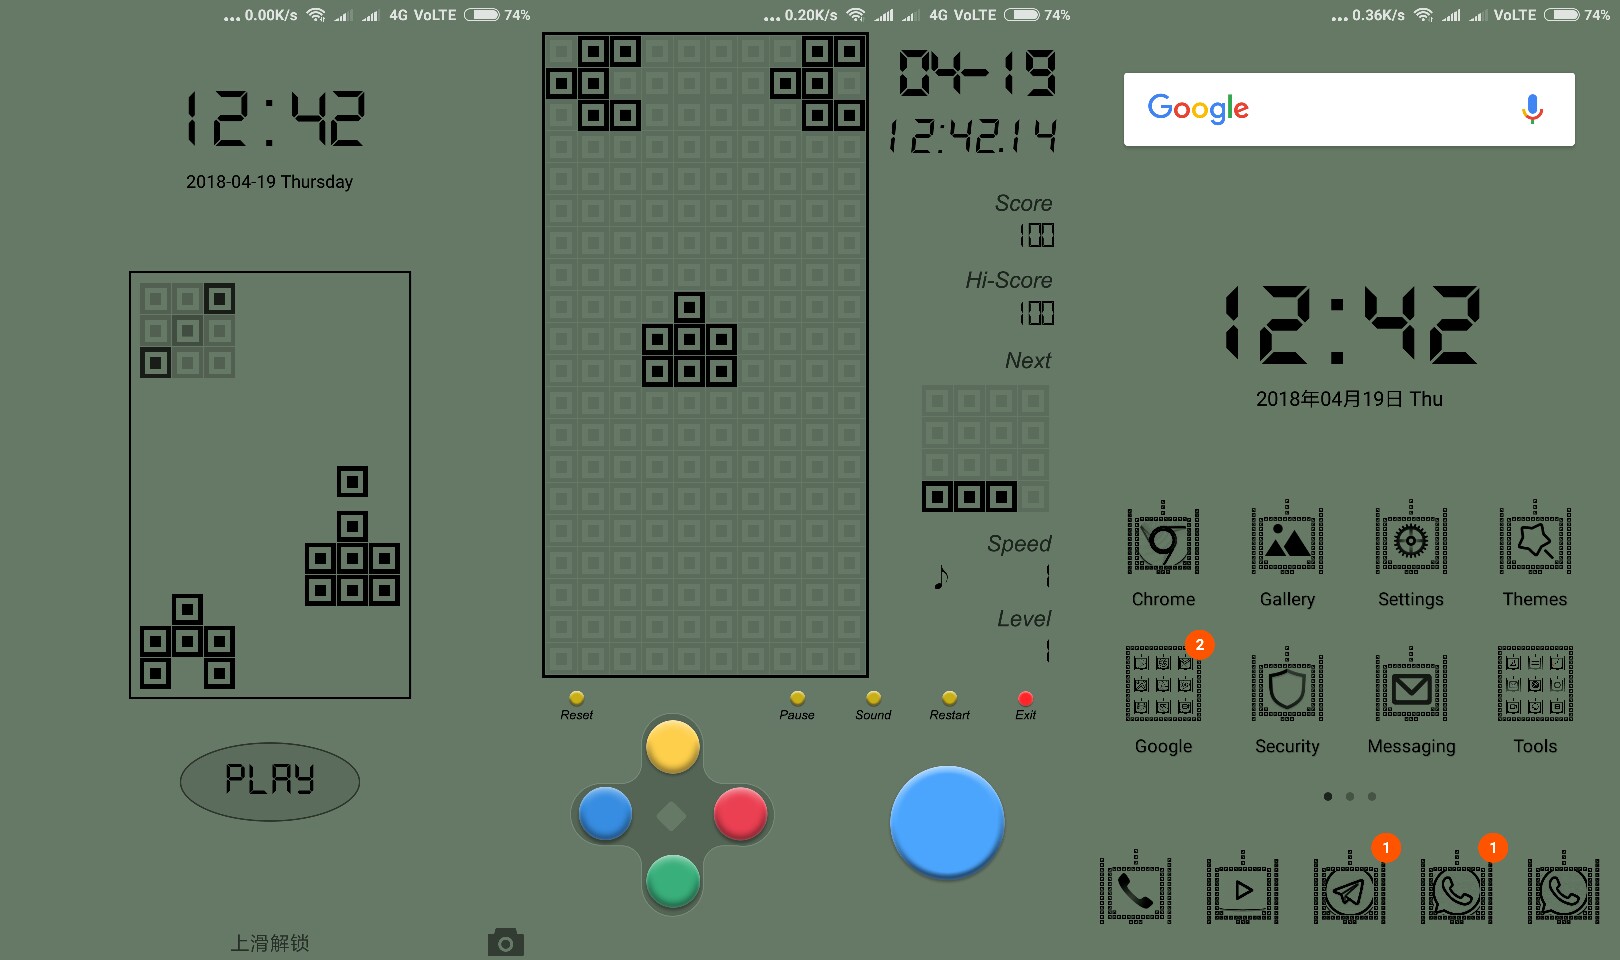 ... 0.00K/s 4G VoLTE 74%
12:42
2018-04-19 Thursday
PLAY
上滑解锁
... 0.20K/s 4G VoLTE 74%
04-19
12:42.14
Score
100
Hi-Score
100
Next
Speed
1
Level
1
Reset Pause Sound Restart Exit
... 0.36K/s VoLTE 74%
Google
12:42
2018年04月19日 Thu
Chrome Gallery Settings Themes
2
Google Security Messaging Tools
1 1